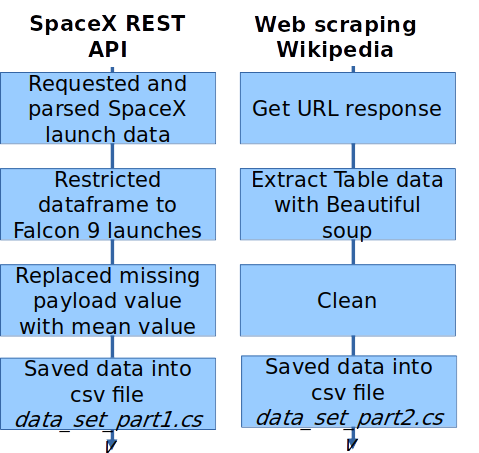 SpaceX REST
API
Requested and
parsed SpaceX
launch data
Restricted
dataframe to
Falcon 9 launches
Replaced missing
payload value
with mean value
Saved data into
csv file
data_set_part1.cs
v
Web scraping
Wikipedia
Get URL response
Extract Table data
with Beautiful
soup
Clean
Saved data into
csv file
data_set_part2.cs
v